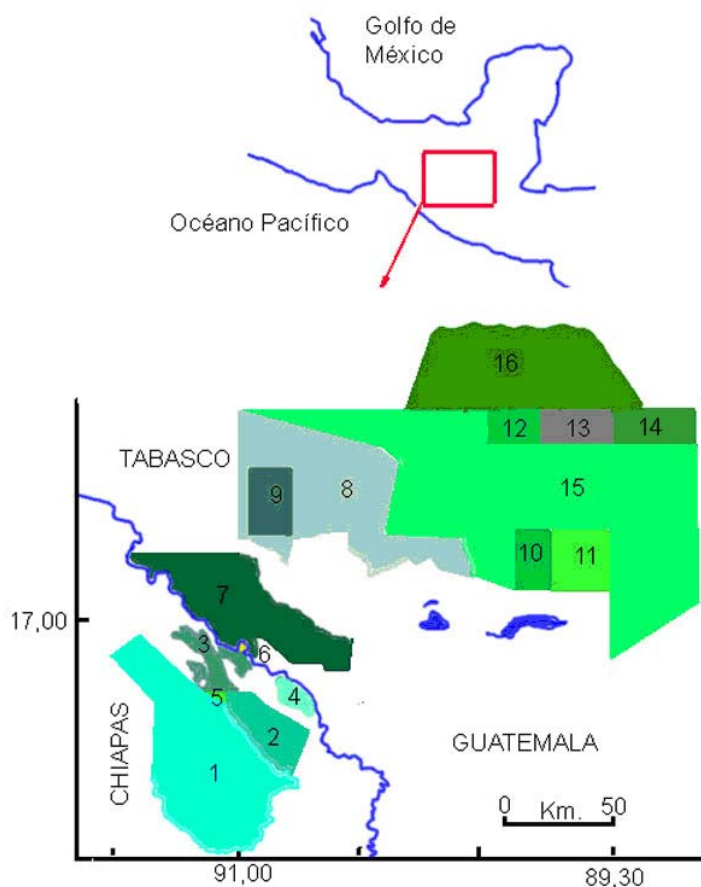 Golfo de
México
Océano Pacífico
16
12 13 14
TABASCO
9 8 15
10 11
7
17,00
3 6
4
5
2
CHIAPAS
1
GUATEMALA
0 Km. 50
91,00 89,30